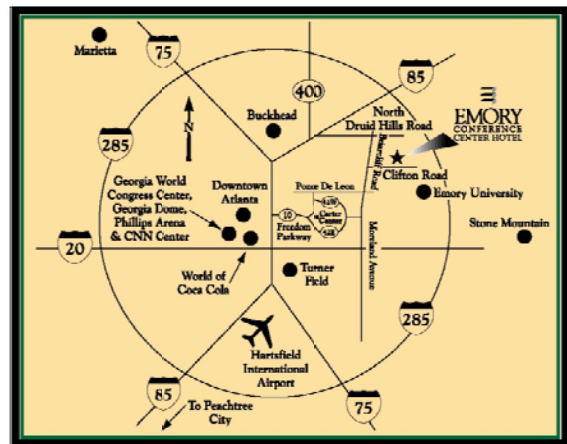 Marietta
75
400
85
Buckhead
North
Druid Hills Road
EMORY
CONFERENCE
CENTER HOTEL
N
285
Briarcliff Road
Clifton Road
Georgia World
Congress Center,
Georgia Dome,
Phillips Arena
& CNN Center
Downtown
Atlanta
Ponce De Leon
Emory University
10
Freedom
Parkway
Carter
Center
Moreland Avenue
Stone Mountain
20
World of
Coca Cola
Turner
Field
285
Hartsfield
International
Airport
85
To Peachtree
City
75